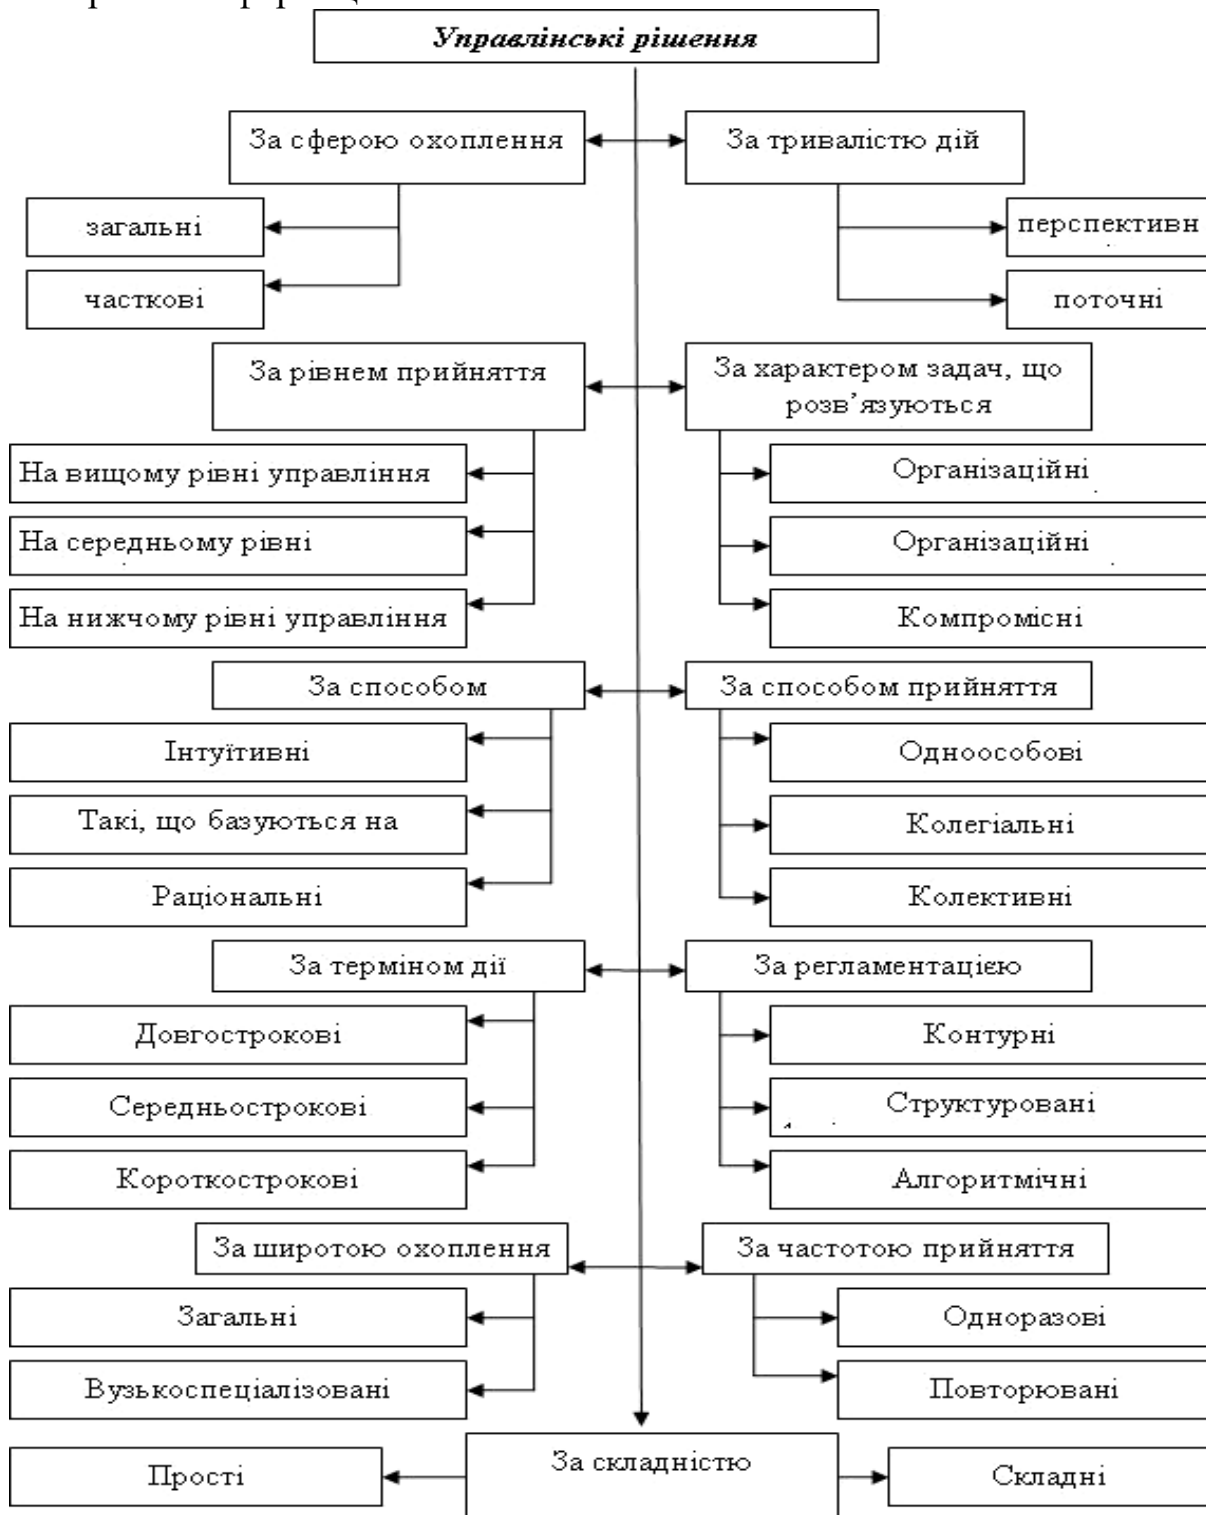 Управлінські рішення
За сферою охоплення
За тривалістю дій
загальні
перспективн
часткові
поточні
За рівнем прийняття
За характером задач, що
розв’язуються
На вищому рівні управління
Організаційні
На середньому рівні
Організаційні
На нижчому рівні управління
Компромісні
За способом
За способом прийняття
Інтуїтивні
Одноособові
Такі, що базуються на
Колегіальні
Раціональні
Колективні
За терміном дії
За регламентацією
Довгострокові
Контурні
Середньострокові
Структуровані
Короткострокові
Алгоритмічні
За широтою охоплення
За частотою прийняття
Загальні
Одноразові
Вузькоспеціалізовані
Повторювані
За складністю
Прості
Складні